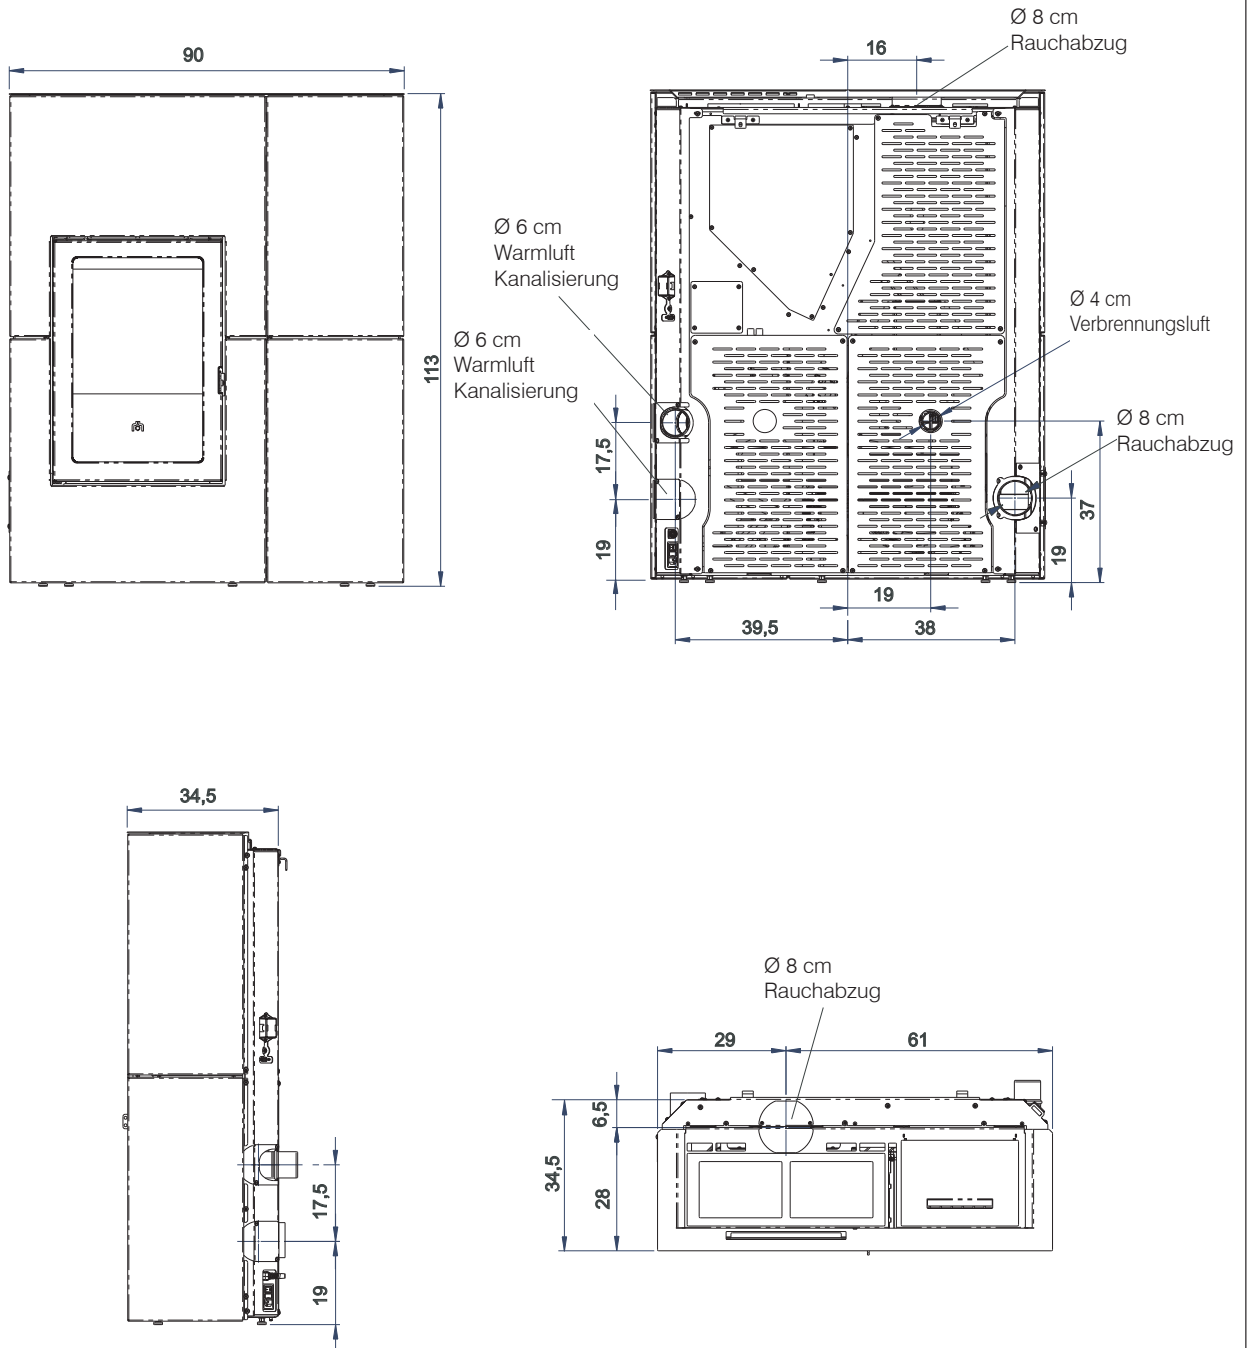 90
113
Ø 8 cm
Rauchabzug
16
Ø 6 cm
Warmluft
Kanalisierung
Ø 6 cm
Warmluft
Kanalisierung
Ø 4 cm
Verbrennungsluft
Ø 8 cm
Rauchabzug
17,5
19
37
19
19
39,5
38
34,5
17,5
19
Ø 8 cm
Rauchabzug
29
61
6,5
34,5
28